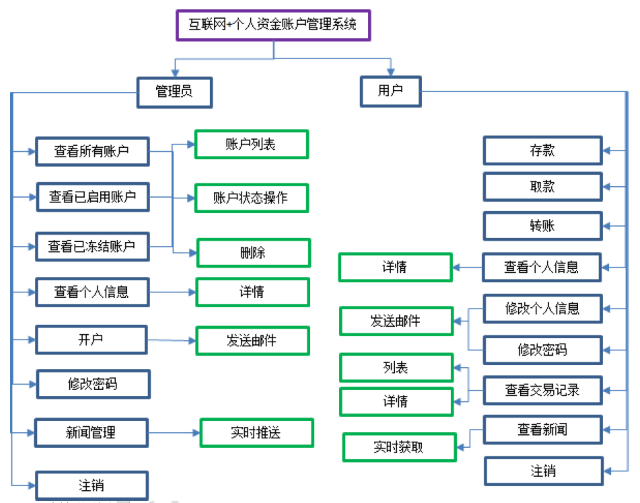 互联网+个人资金账户管理系统
管理员
用户
查看所有账户
账户列表
查看已启用账户
账户状态操作
查看已冻结账户
删除
查看个人信息
详情
开户
发送邮件
修改密码
新闻管理
实时推送
注销
存款
取款
转账
详情
查看个人信息
发送邮件
修改个人信息
修改密码
列表
查看交易记录
详情
实时获取
查看新闻
注销